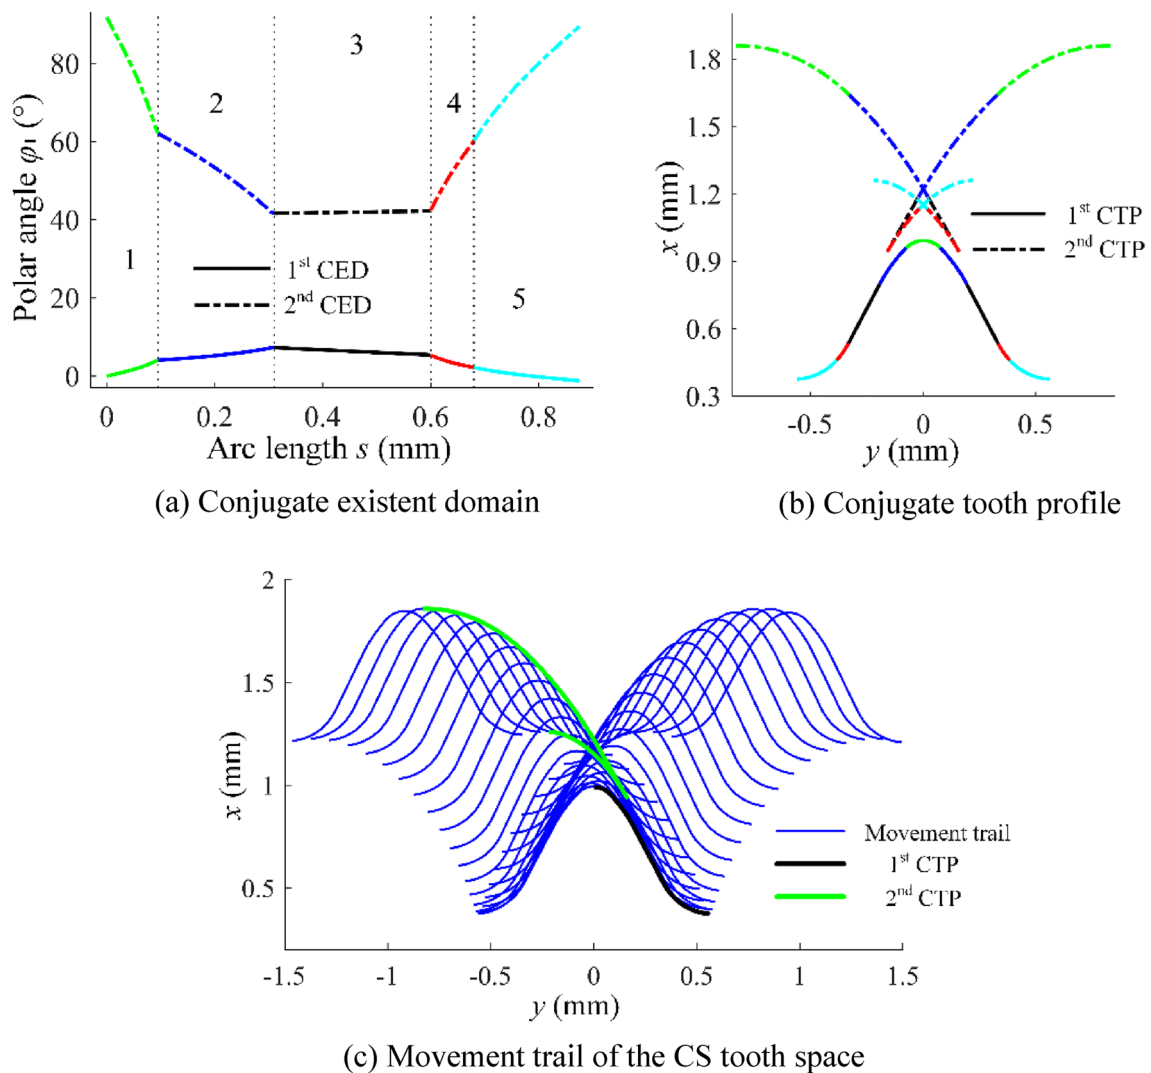 Polar angle φ₁ (°)
80
60
40
20
0
1
2
3
4
5
1st CED
2nd CED
0
0.2
0.4
0.6
0.8
Arc length s (mm)
(a) Conjugate existent domain
x (mm)
1.8
1.5
1.2
0.9
0.6
0.3
1st CTP
2nd CTP
-0.5
0
0.5
y (mm)
(b) Conjugate tooth profile
x (mm)
2
1.5
1
0.5
Movement trail
1st CTP
2nd CTP
-1.5
-1
-0.5
0
0.5
1
1.5
y (mm)
(c) Movement trail of the CS tooth space